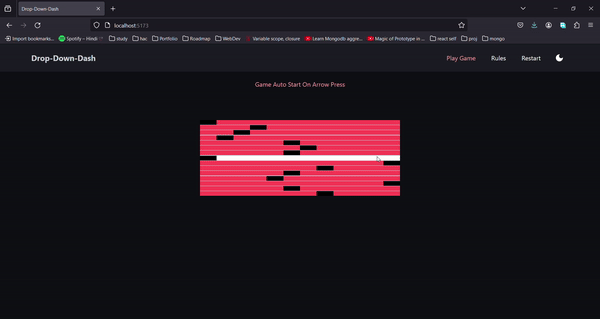 Drop-Down-Dash
localhost:5173
Import bookmarks... Spotify – Hindi study hac Portfolio Roadmap WebDev Variable scope, closure Learn Mongodb aggre... Magic of Prototype in ... react self proj mongo
Drop-Down-Dash Play Game Rules Restart
Game Auto Start On Arrow Press